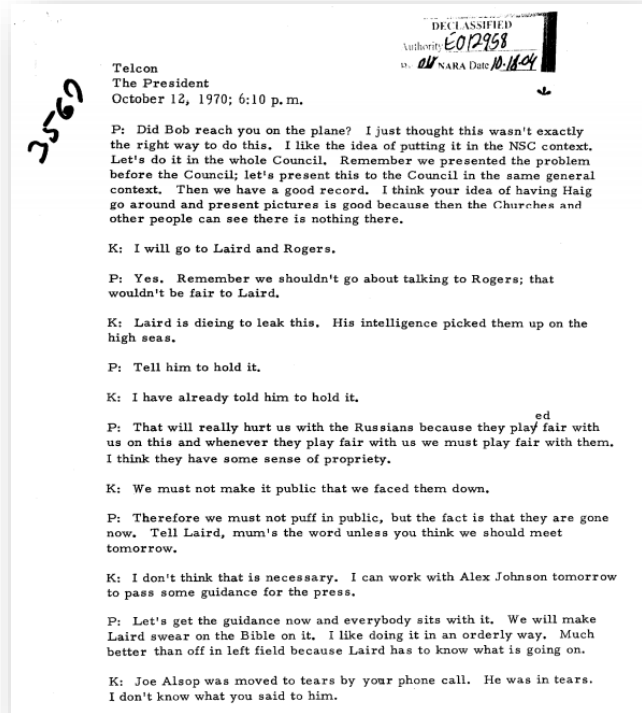 DECLASSIFIED
Authority EO12958
NARA Date 10-18-04
3567
Telcon
The President
October 12, 1970; 6:10 p.m.
P: Did Bob reach you on the plane? I just thought this wasn't exactly
the right way to do this. I like the idea of putting it in the NSC context.
Let's do it in the whole Council. Remember we presented the problem
before the Council; let's present this to the Council in the same general
context. Then we have a good record. I think your idea of having Haig
go around and present pictures is good because then the Churches and
other people can see there is nothing there.
K: I will go to Laird and Rogers.
P: Yes. Remember we shouldn't go about talking to Rogers; that
wouldn't be fair to Laird.
K: Laird is dieing to leak this. His intelligence picked them up on the
high seas.
P: Tell him to hold it.
K: I have already told him to hold it.
P: That will really hurt us with the Russians because they played fair with
us on this and whenever they play fair with us we must play fair with them.
I think they have some sense of propriety.
K: We must not make it public that we faced them down.
P: Therefore we must not puff in public, but the fact is that they are gone
now. Tell Laird, mum's the word unless you think we should meet
tomorrow.
K: I don't think that is necessary. I can work with Alex Johnson tomorrow
to pass some guidance for the press.
P: Let's get the guidance now and everybody sits with it. We will make
Laird swear on the Bible on it. I like doing it in an orderly way. Much
better than off in left field because Laird has to know what is going on.
K: Joe Alsop was moved to tears by your phone call. He was in tears.
I don't know what you said to him.